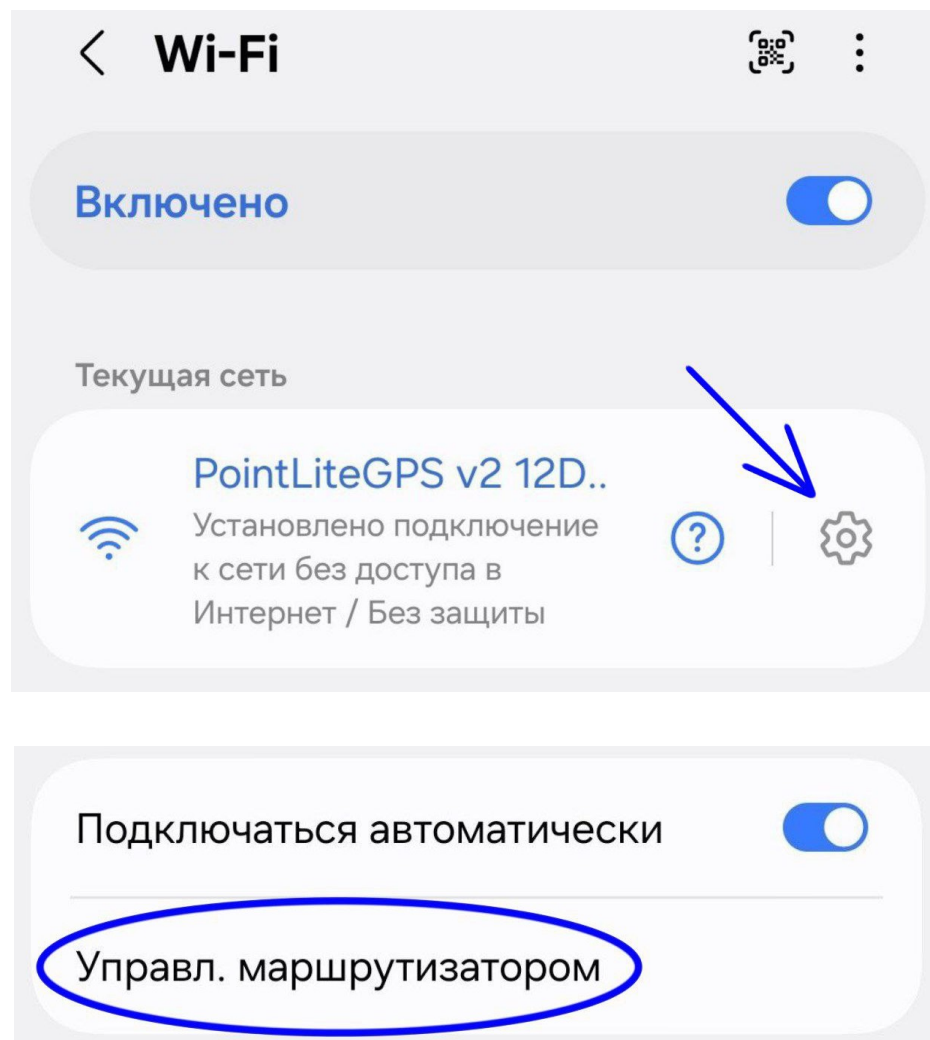 Wi-Fi
Включено
Текущая сеть
PointLiteGPS v2 12D..
Установлено подключение
к сети без доступа в
Интернет / Без защиты
Подключаться автоматически
Управл. маршрутизатором